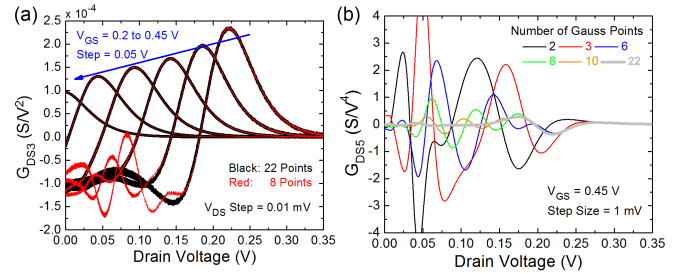 (a)
x10⁻⁴
2.5
2.0
1.5
1.0
0.5
0.0
-0.5
-1.0
-1.5
-2.0
G_DS3 (S/V²)
V_GS = 0.2 to 0.45 V
Step = 0.05 V
Black: 22 Points
Red: 8 Points
V_DS Step = 0.01 mV
0.00 0.05 0.10 0.15 0.20 0.25 0.30 0.35
Drain Voltage (V)
(b)
4
3
2
1
0
-1
-2
-3
-4
G_DS5 (S/V⁴)
Number of Gauss Points
2 3 6
8 10 22
V_GS = 0.45 V
Step Size = 1 mV
0.00 0.05 0.10 0.15 0.20 0.25 0.30 0.35
Drain Voltage (V)